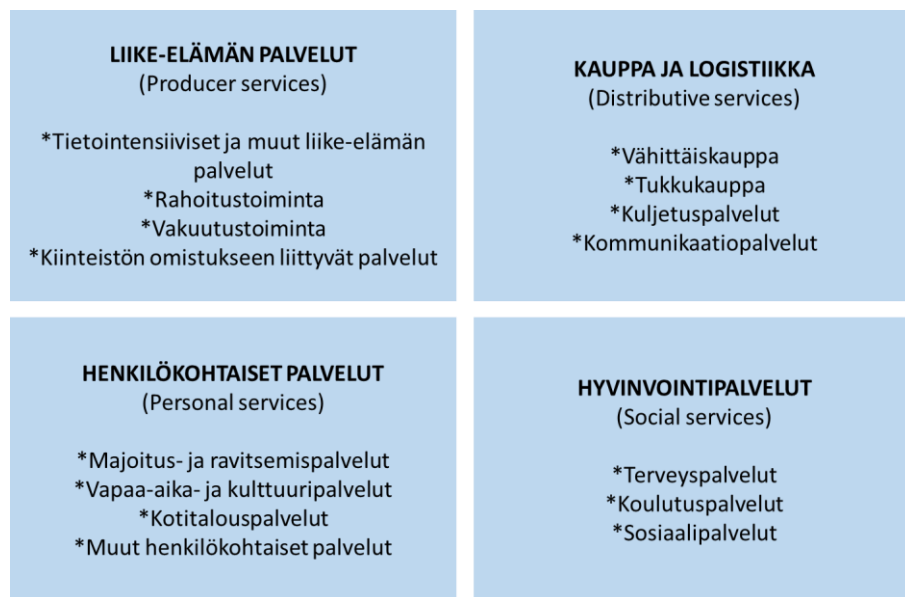 LIIKE-ELÄMÄN PALVELUT
(Producer services)
*Tietointensiiviset ja muut liike-elämän
palvelut
*Rahoitustoiminta
*Vakuutustoiminta
*Kiinteistön omistukseen liittyvät palvelut
KAUPPA JA LOGISTIIKKA
(Distributive services)
*Vähittäiskauppa
*Tukkukauppa
*Kuljetuspalvelut
*Kommunikaatiopalvelut
HENKILÖKOHTAISET PALVELUT
(Personal services)
*Majoitus- ja ravitsemispalvelut
*Vapaa-aika- ja kulttuuripalvelut
*Kotitalouspalvelut
*Muut henkilökohtaiset palvelut
HYVINVOINTIPALVELUT
(Social services)
*Terveyspalvelut
*Koulutuspalvelut
*Sosiaalipalvelut